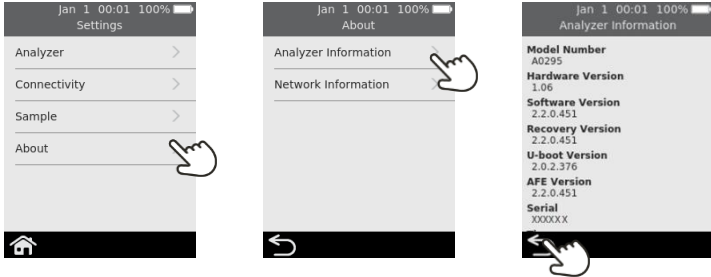 Jan 1 00:01 100%
Settings
Analyzer
Connectivity
Sample
About
Jan 1 00:01 100%
About
Analyzer Information
Network Information
Jan 1 00:01 100%
Analyzer Information
Model Number
A0295
Hardware Version
1.06
Software Version
2.2.0.451
Recovery Version
2.2.0.451
U-boot Version
2.0.2.376
AFE Version
2.2.0.451
Serial
XXXXXX